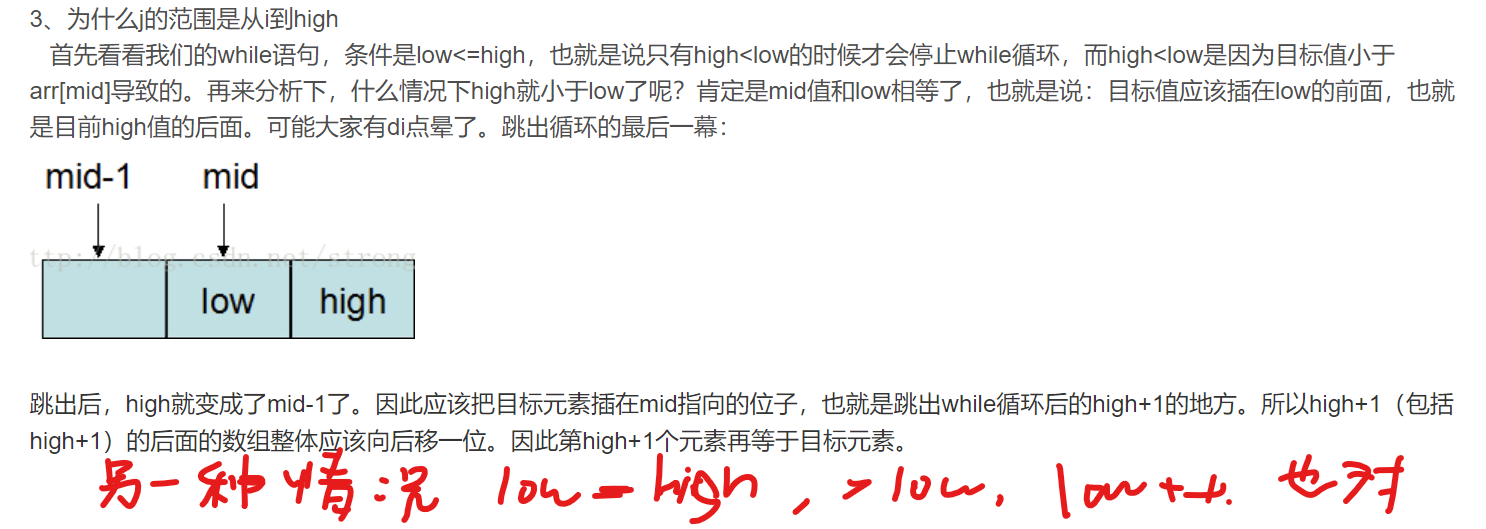 3、为什么j的范围是从i到high
首先看看我们的while语句，条件是low<=high，也就是说只有high<low的时候才会停止while循环，而high<low是因为目标值小于
arr[mid]导致的。再来分析下，什么情况下high就小于low了呢？肯定是mid值和low相等了，也就是说：目标值应该插在low的前面，也就
是目前high值的后面。可能大家有di点晕了。跳出循环的最后一幕：
mid-1 mid
ttp://blog.csdn.net/strong
low high
跳出后，high就变成了mid-1了。因此应该把目标元素插在mid指向的位子，也就是跳出while循环后的high+1的地方。所以high+1（包括
high+1）的后面的数组整体应该向后移一位。因此第high+1个元素再等于目标元素。
另一种情况 low=high，>low，low++. 也对